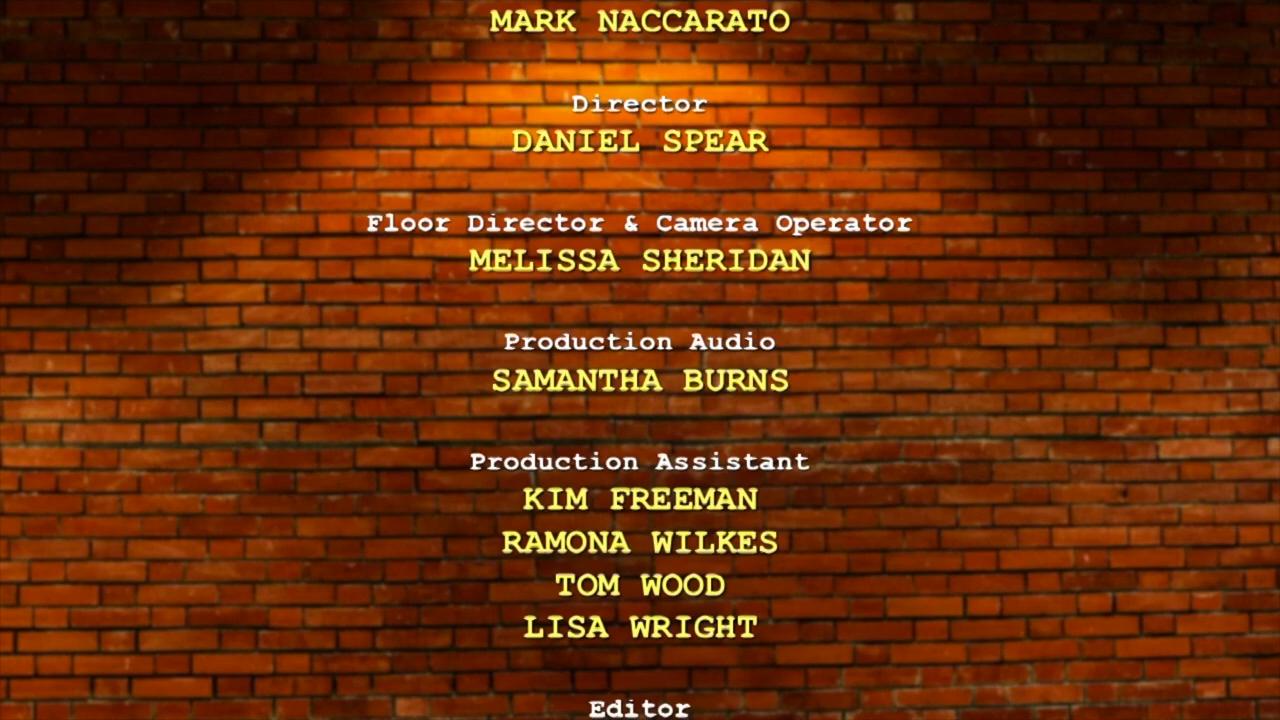 MARK NACCARATO
Director
DANIEL SPEAR
Floor Director & Camera Operator
MELISSA SHERIDAN
Production Audio
SAMANTHA BURNS
Production Assistant
KIM FREEMAN
RAMONA WILKES
TOM WOOD
LISA WRIGHT
Editor